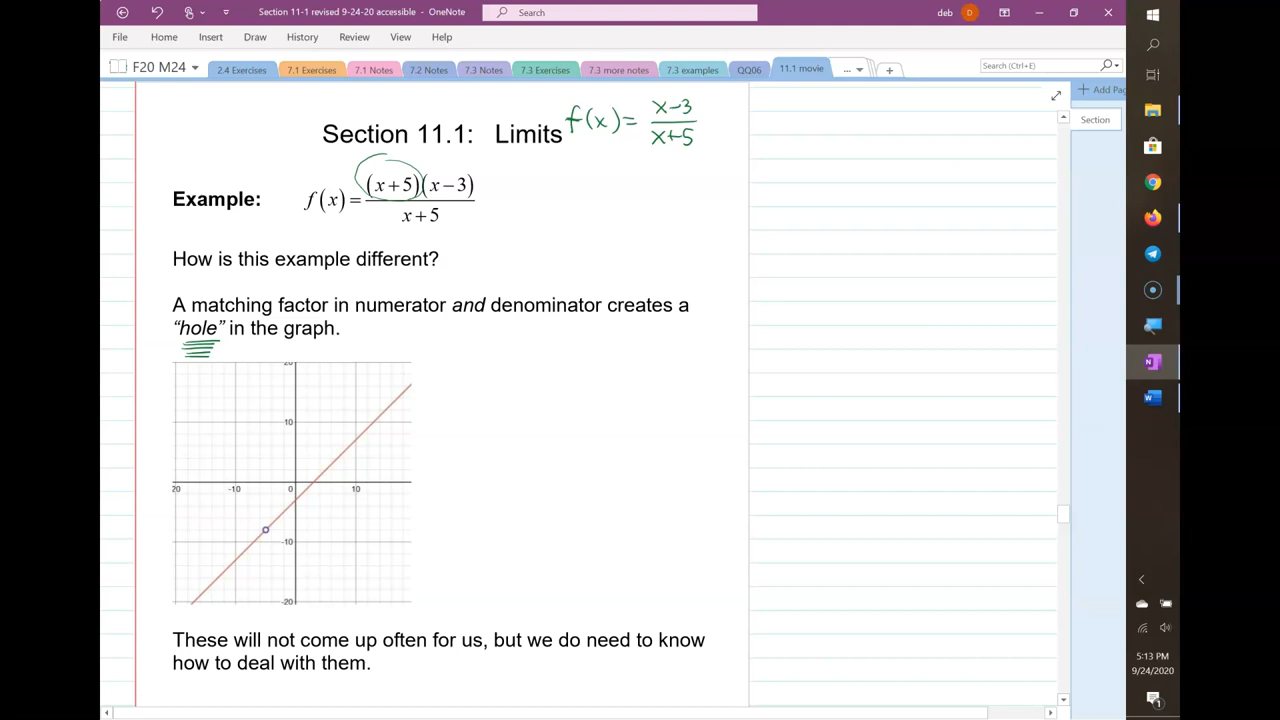 Section 11-1 revised 9-24-20 accessible - OneNote
Search
deb
D
File Home Insert Draw History Review View Help
F20 M24
2.4 Exercises 7.1 Exercises 7.1 Notes 7.2 Notes 7.3 Notes 7.3 Exercises 7.3 more notes 7.3 examples QQ06 11.1 movie ... +
Search (Ctrl+E)
Add Pag
Section
Section 11.1: Limits
f(x) = x-3
x+5
Example: f(x) = (x+5)(x−3)
x+5
How is this example different?
A matching factor in numerator and denominator creates a
“hole” in the graph.
20
10
20 -10 0 10
-10
-20
These will not come up often for us, but we do need to know
how to deal with them.
5:13 PM
9/24/2020
1